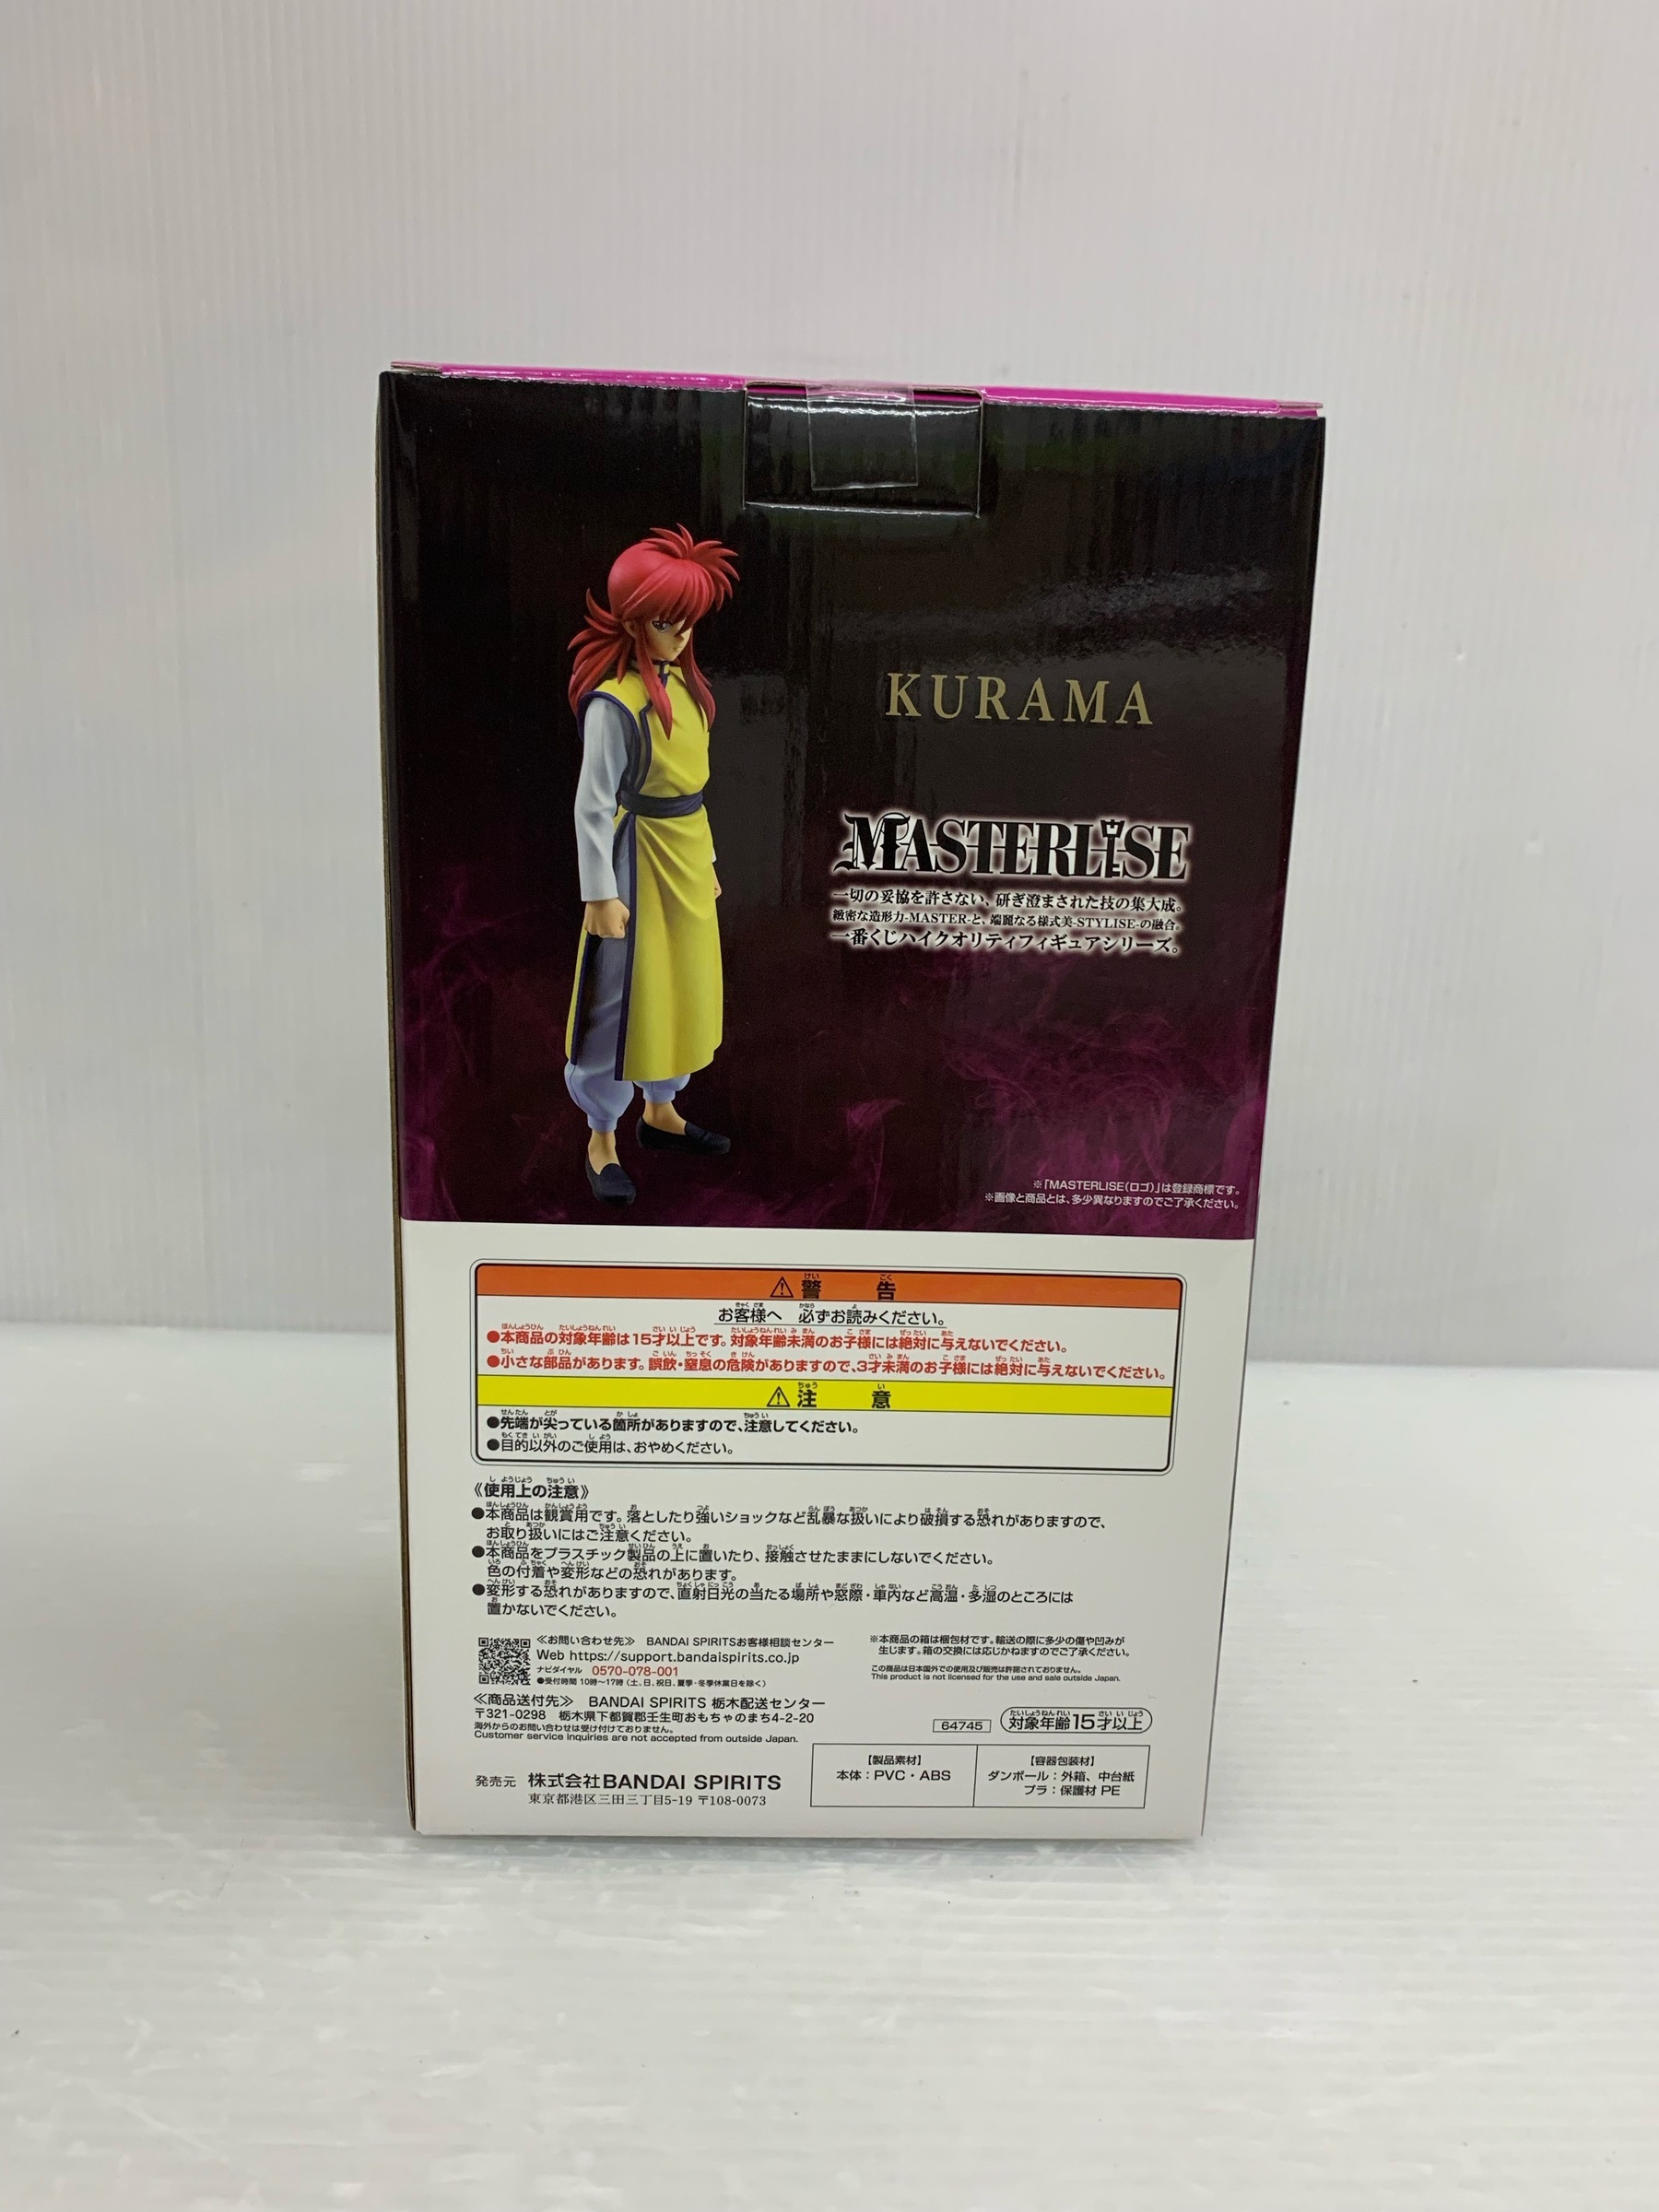 KURAMA
MASTERLISE
一切の妥協を許さない、研ぎ澄まされた技の集大成。
緻密な造形力-MASTER-と、端麗なる様式美-STYLISE-の融合。
一番くじハイクオリティフィギュアシリーズ。
※「MASTERLISE(ロゴ)」は登録商標です。
※画像と商品とは、多少異なりますのでご了承ください。
警告
お客様へ 必ずお読みください。
●本商品の対象年齢は15才以上です。対象年齢未満のお子様には絶対に与えないでください。
●小さな部品があります。誤飲・窒息の危険がありますので、3才未満のお子様には絶対に与えないでください。
注意
●先端が尖っている箇所がありますので、注意してください。
●目的以外のご使用は、おやめください。
《使用上の注意》
●本商品は観賞用です。落としたり強いショックなど乱暴な扱いにより破損する恐れがありますので、
お取り扱いにはご注意ください。
●本商品をプラスチック製品の上に置いたり、接触させたままにしないでください。
色の付着や変形などの恐れがあります。
●変形する恐れがありますので、直射日光の当たる場所や窓際・車内など高温・多湿のところには
置かないでください。
≪お問い合わせ先≫ BANDAI SPIRITSお客様相談センター
Web https://support.bandaispirits.co.jp
ナビダイヤル 0570-078-001
●受付時間 10時～17時（土、日、祝日、夏季・冬季休業日を除く）
※本商品の箱は梱包材です。輸送の際に多少の傷や凹みが
生じます。箱の交換には応じかねますのでご了承ください。
この商品は日本国外での使用及び販売は許諾されておりません。
This product is not licensed for the use and sale outside Japan.
≪商品送付先≫ BANDAI SPIRITS 栃木配送センター
〒321-0298 栃木県下都賀郡壬生町おもちゃのまち4-2-20
海外からのお問い合わせは受け付けておりません。
Customer service inquiries are not accepted from outside Japan.
64745
対象年齢15才以上
発売元 株式会社BANDAI SPIRITS
東京都港区三田三丁目5-19 〒108-0073
【製品素材】
本体：PVC・ABS
【容器包装材】
ダンボール：外箱、中台紙
プラ：保護材 PE